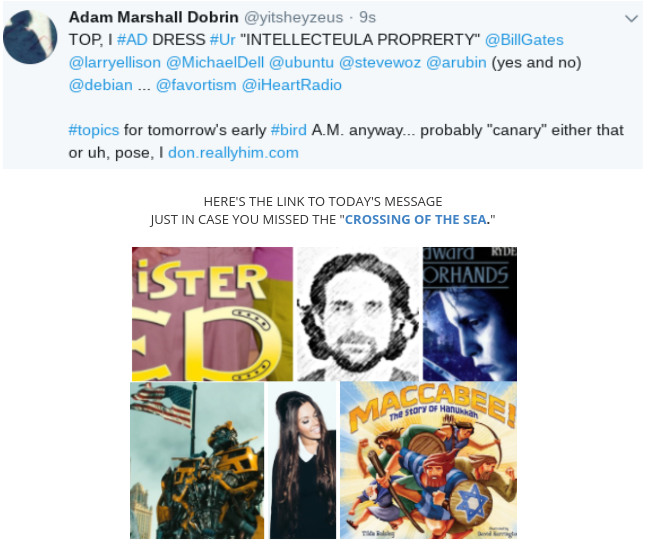 Adam Marshall Dobrin @yitsheyzeus · 9s
TOP, I #AD DRESS #Ur "INTELLECTEULA PROPRERTY" @BillGates
@larryellison @MichaelDell @ubuntu @stevewoz @arubin (yes and no)
@debian ... @favortism @iHeartRadio
#topics for tomorrow's early #bird A.M. anyway... probably "canary" either that
or uh, pose, I don.reallyhim.com
HERE'S THE LINK TO TODAY'S MESSAGE
JUST IN CASE YOU MISSED THE "CROSSING OF THE SEA."
iSTER
ED
dward RYDE
ORHANDS
MACCABEE!
The Story OF Hanukkah